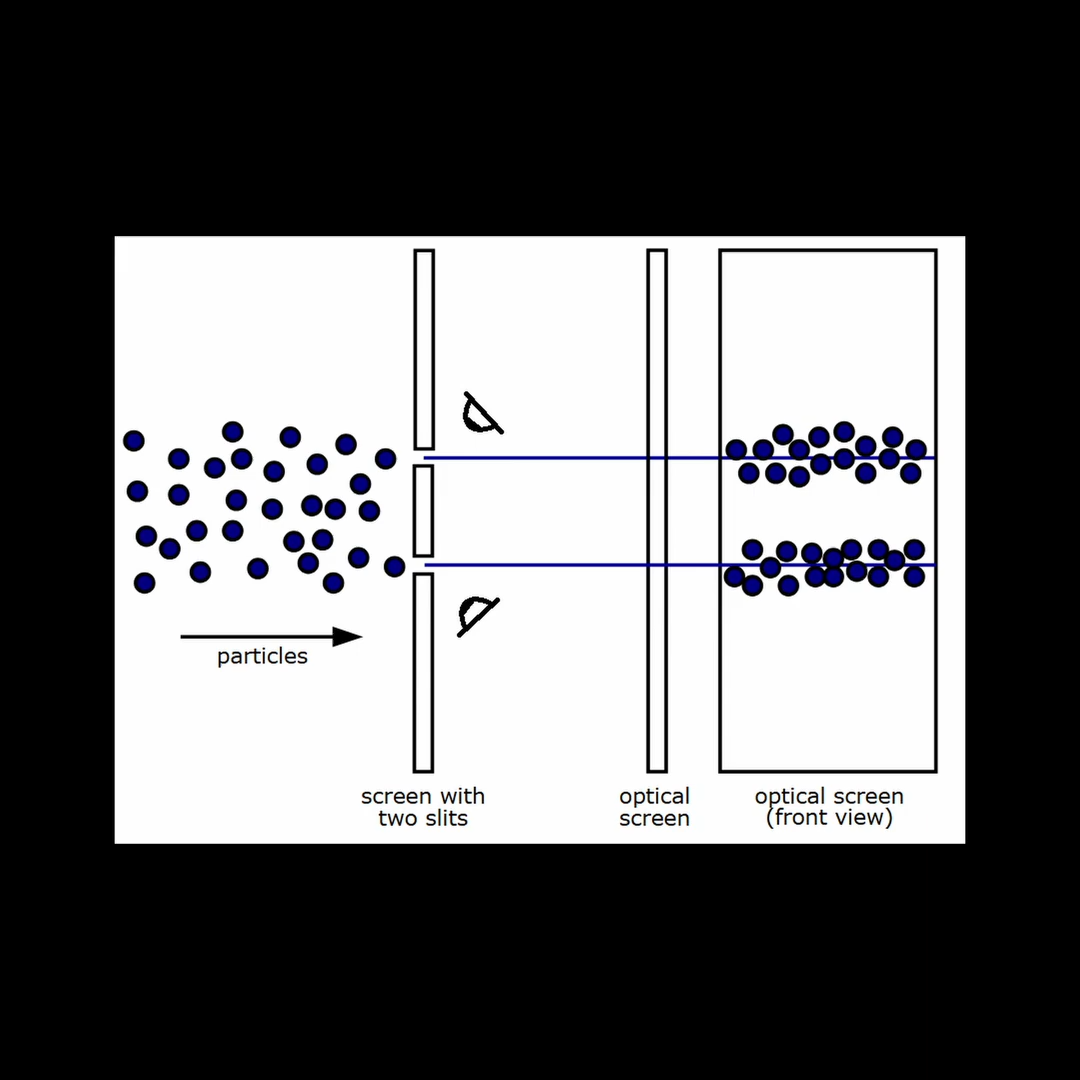 particles
screen with
two slits
optical
screen
optical screen
(front view)